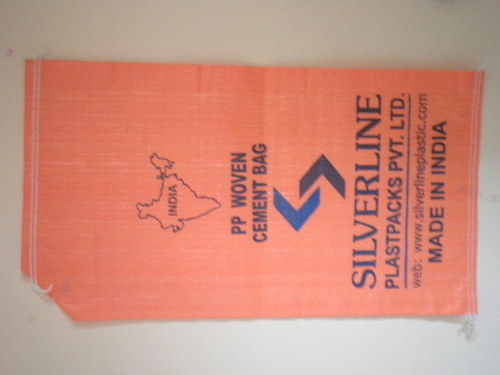 INDIA
PP WOVEN
CEMENT BAG
SILVERLINE
PLASTPACKS PVT. LTD.
web: www.silverlineplastic.com
MADE IN INDIA